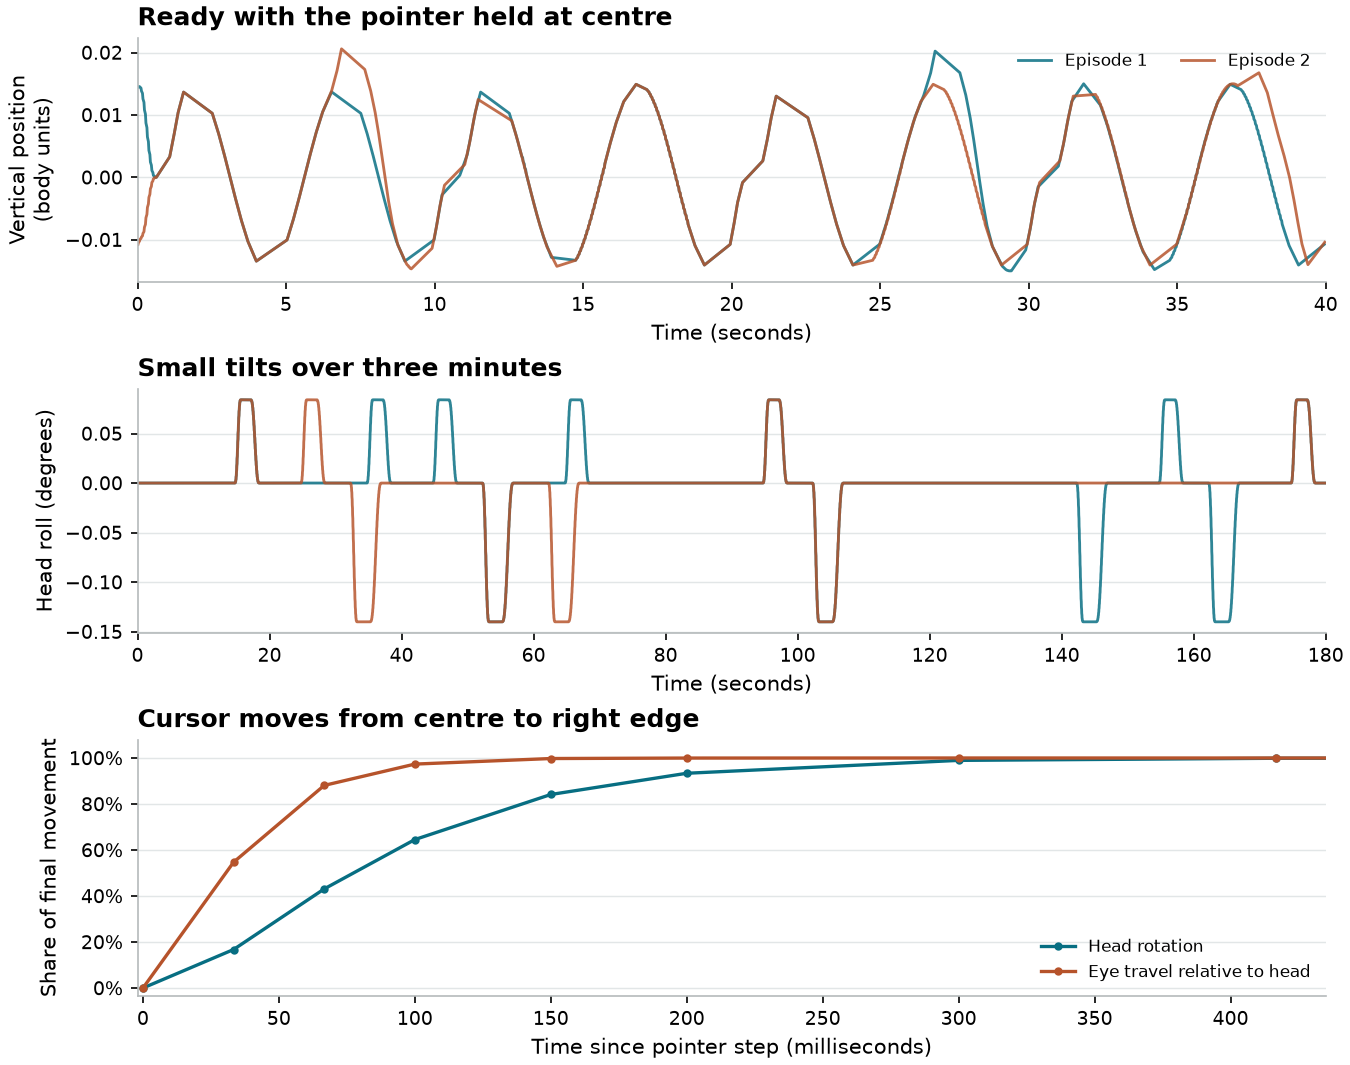 Ready with the pointer held at centre
Vertical position
(body units)
0.02
0.01
0.00
−0.01
Episode 1
Episode 2
0 5 10 15 20 25 30 35 40
Time (seconds)
Small tilts over three minutes
Head roll (degrees)
0.05
0.00
−0.05
−0.10
−0.15
0 20 40 60 80 100 120 140 160 180
Time (seconds)
Cursor moves from centre to right edge
Share of final movement
100%
80%
60%
40%
20%
0%
Head rotation
Eye travel relative to head
0 50 100 150 200 250 300 350 400
Time since pointer step (milliseconds)